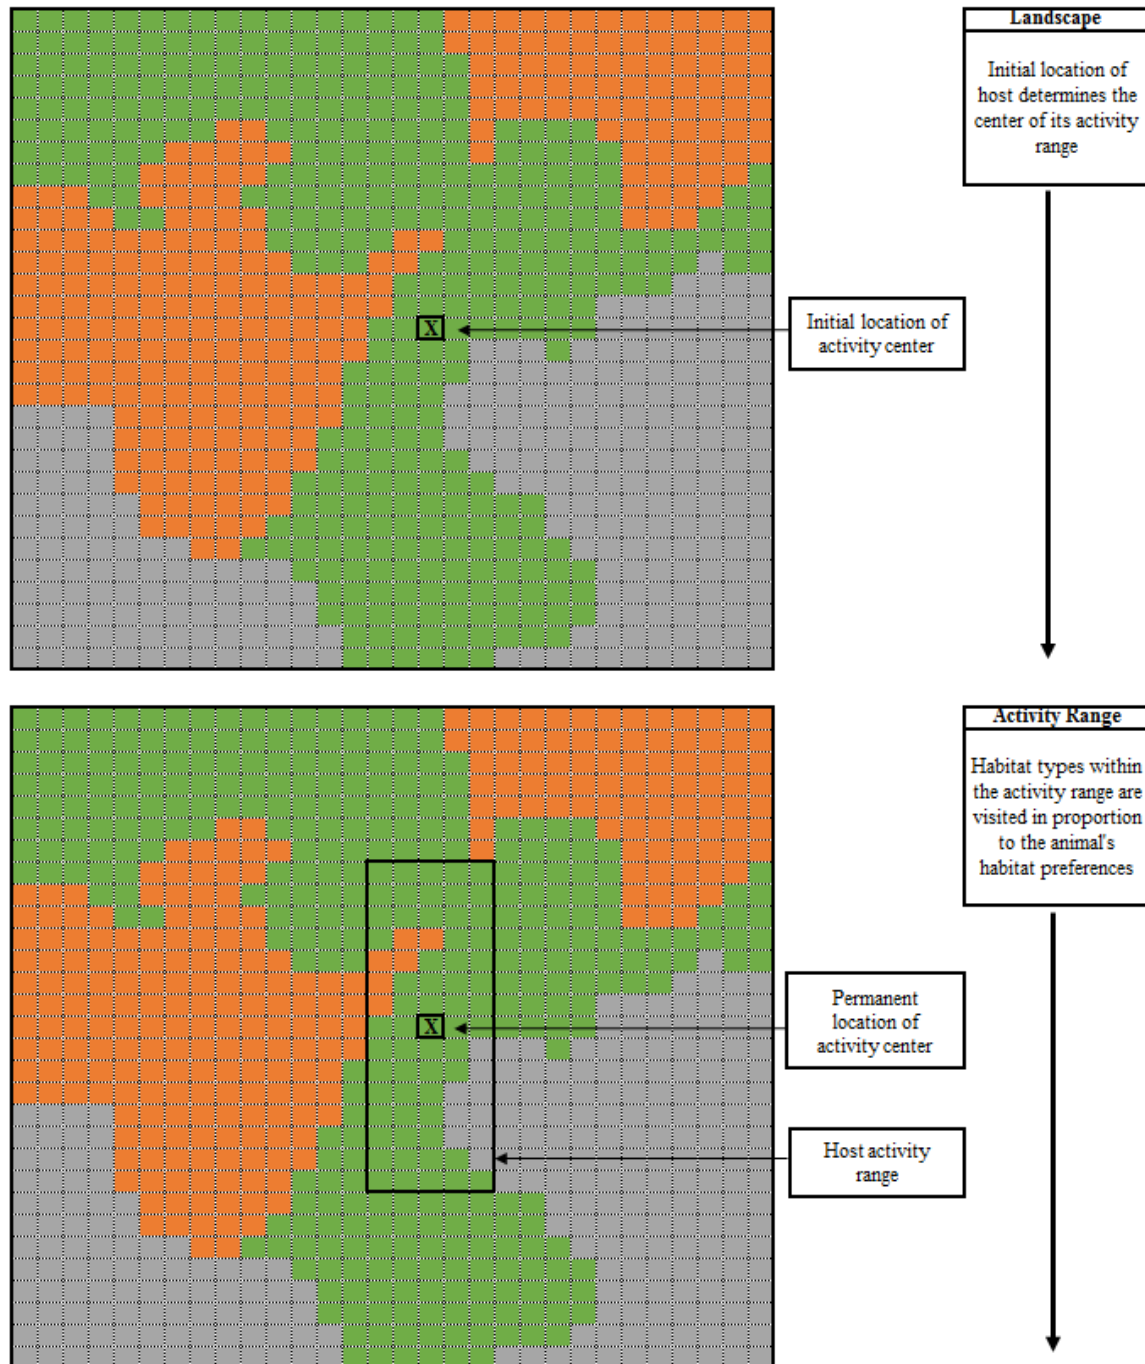 Landscape
Initial location of
host determines the
center of its activity
range
X
Initial location of
activity center
Activity Range
Habitat types within
the activity range are
visited in proportion
to the animal's
habitat preferences
X
Permanent
location of
activity center
Host activity
range